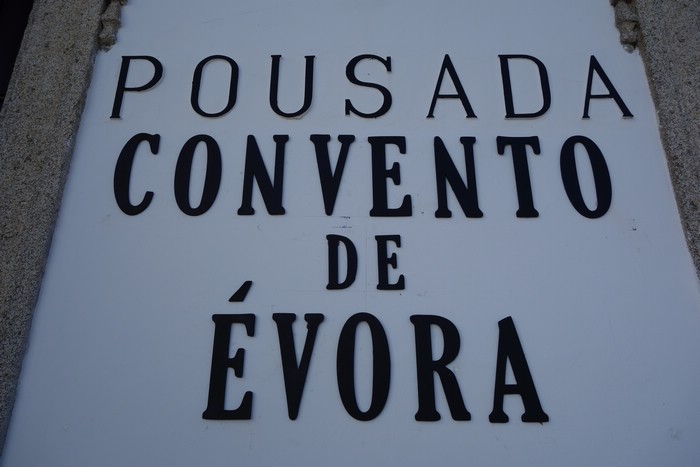 POUSADA
CONVENTO
DE
ÉVORA